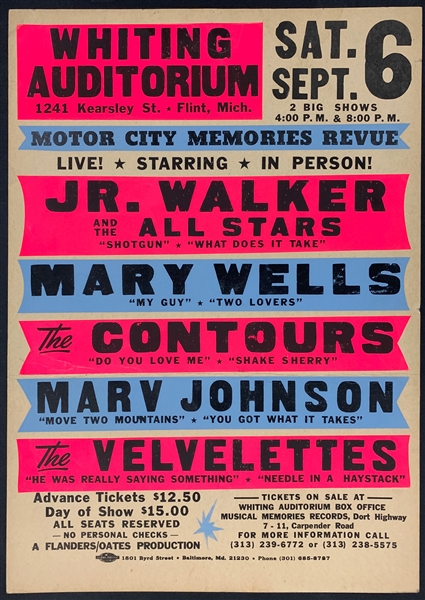 WHITING
AUDITORIUM
1241 Kearsley St. • Flint, Mich.
SAT.
SEPT. 6
2 BIG SHOWS
4:00 P.M. & 8:00 P.M.
MOTOR CITY MEMORIES REVUE
LIVE! ★ STARRING ★ IN PERSON!
JR. WALKER
AND THE ALL STARS
"SHOTGUN" ★ "WHAT DOES IT TAKE"
MARY WELLS
"MY GUY" ★ "TWO LOVERS"
The CONTOURS
"DO YOU LOVE ME" ★ "SHAKE SHERRY"
MARV JOHNSON
"MOVE TWO MOUNTAINS" ★ "YOU GOT WHAT IT TAKES"
The VELVELETTES
"HE WAS REALLY SAYING SOMETHING" ★ "NEEDLE IN A HAYSTACK"
Advance Tickets $12.50
Day of Show $15.00
ALL SEATS RESERVED
— NO PERSONAL CHECKS —
A FLANDERS/OATES PRODUCTION
— TICKETS ON SALE AT —
WHITING AUDITORIUM BOX OFFICE
MUSICAL MEMORIES RECORDS, Dort Highway
7 - 11, Carpender Road
FOR MORE INFORMATION CALL
(313) 239-6772 or (313) 238-5575
1801 Byrd Street • Baltimore, Md. 21230 • Phone (301) 685-8787